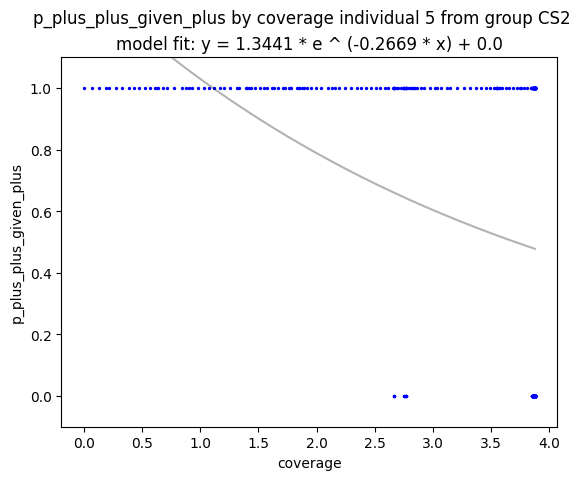 p_plus_plus_given_plus by coverage individual 5 from group CS2
model fit: y = 1.3441 * e ^ (-0.2669 * x) + 0.0
p_plus_plus_given_plus
1.0
0.8
0.6
0.4
0.2
0.0
0.0 0.5 1.0 1.5 2.0 2.5 3.0 3.5 4.0
coverage